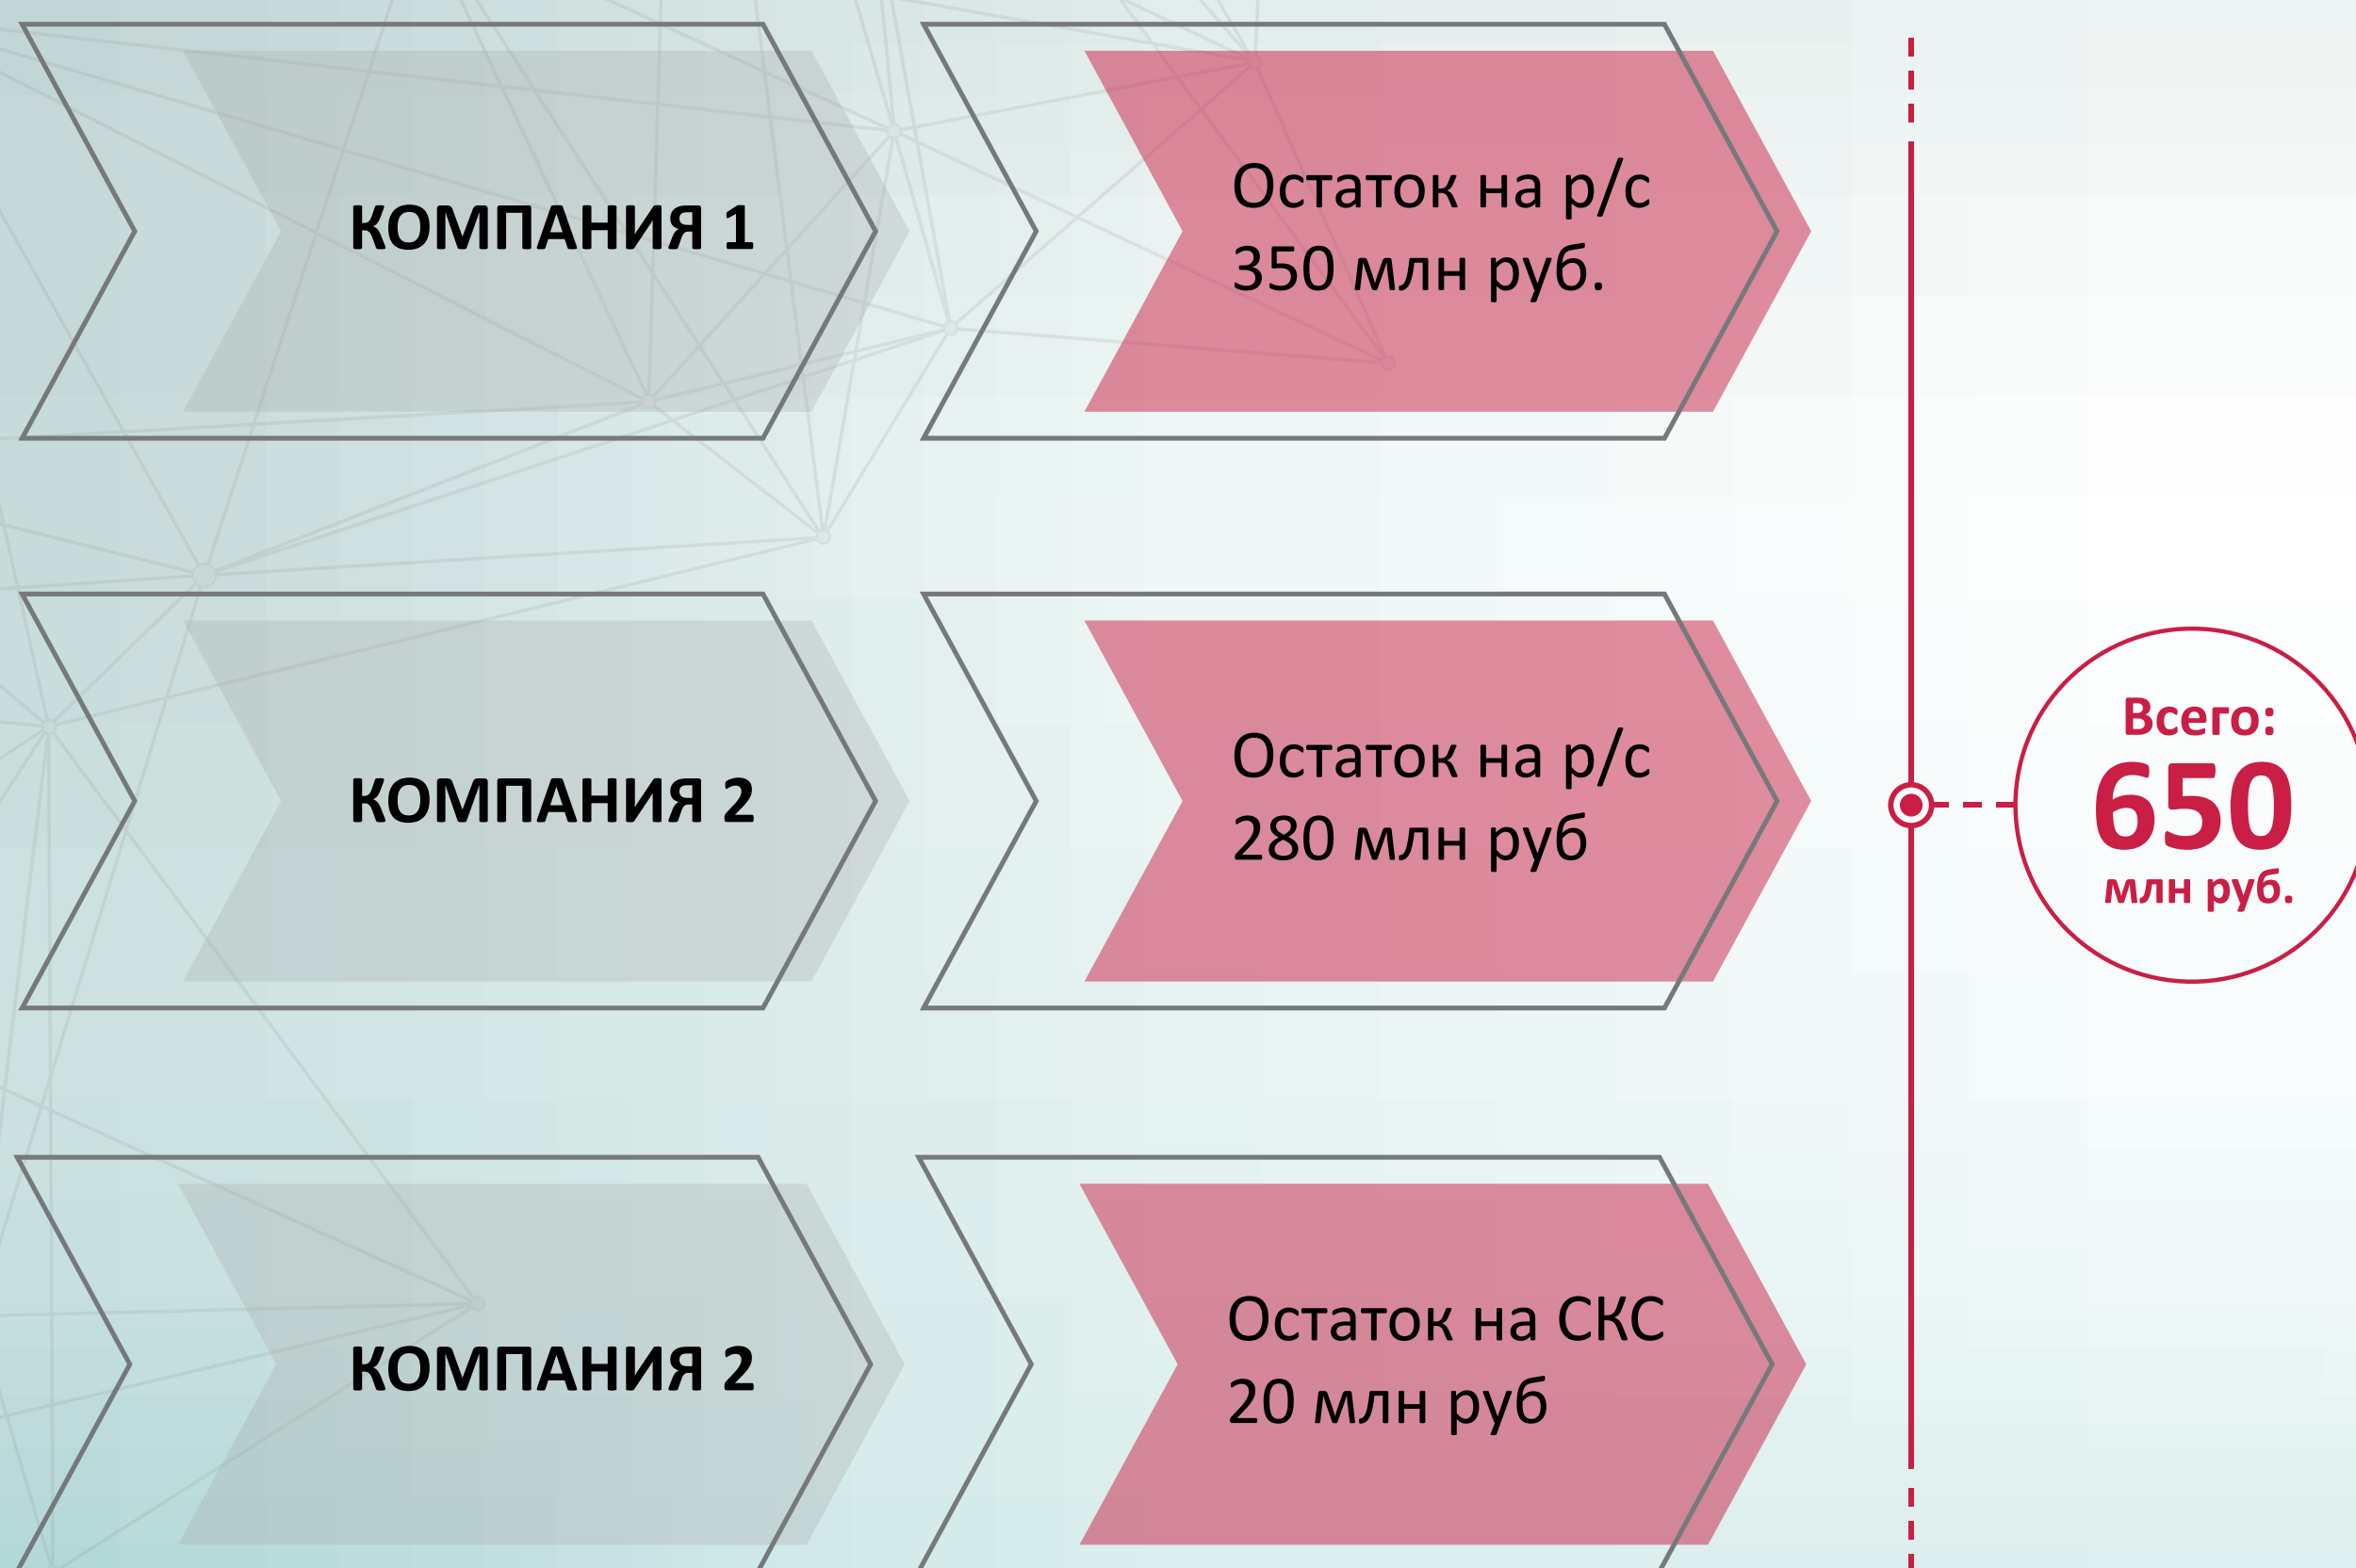 КОМПАНИЯ 1
Остаток на р/с
350 млн руб.
КОМПАНИЯ 2
Остаток на р/с
280 млн руб
Всего:
650
млн руб.
КОМПАНИЯ 2
Остаток на СКС
20 млн руб